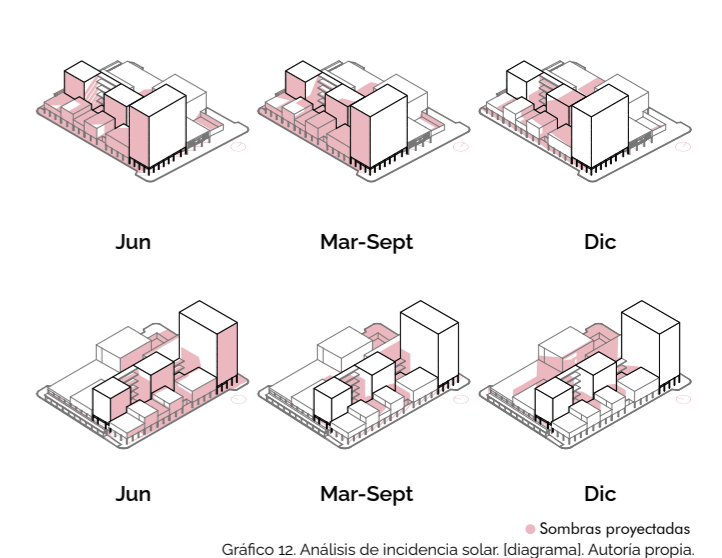 Jun
Mar-Sept
Dic
Jun
Mar-Sept
Dic
Sombras proyectadas
Gráfico 12. Análisis de incidencia solar. [diagrama]. Autoría propia.